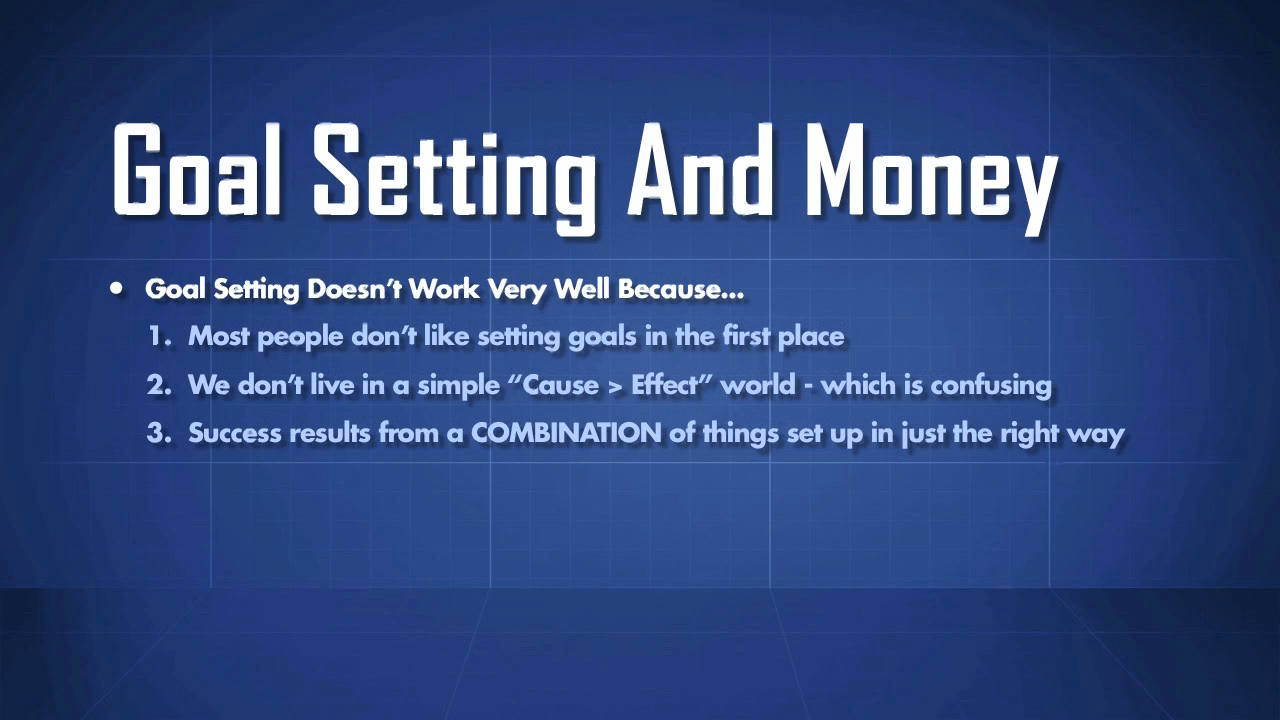 Goal Setting And Money
• Goal Setting Doesn’t Work Very Well Because...
1. Most people don’t like setting goals in the first place
2. We don’t live in a simple “Cause > Effect” world - which is confusing
3. Success results from a COMBINATION of things set up in just the right way